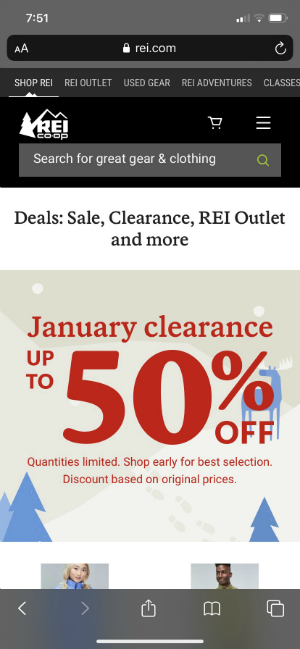 7:51
AA rei.com
SHOP REI REI OUTLET USED GEAR REI ADVENTURES CLASSES
REI
CO·OP
Search for great gear & clothing
Deals: Sale, Clearance, REI Outlet
and more
January clearance
UP
TO
50%
OFF
Quantities limited. Shop early for best selection.
Discount based on original prices.